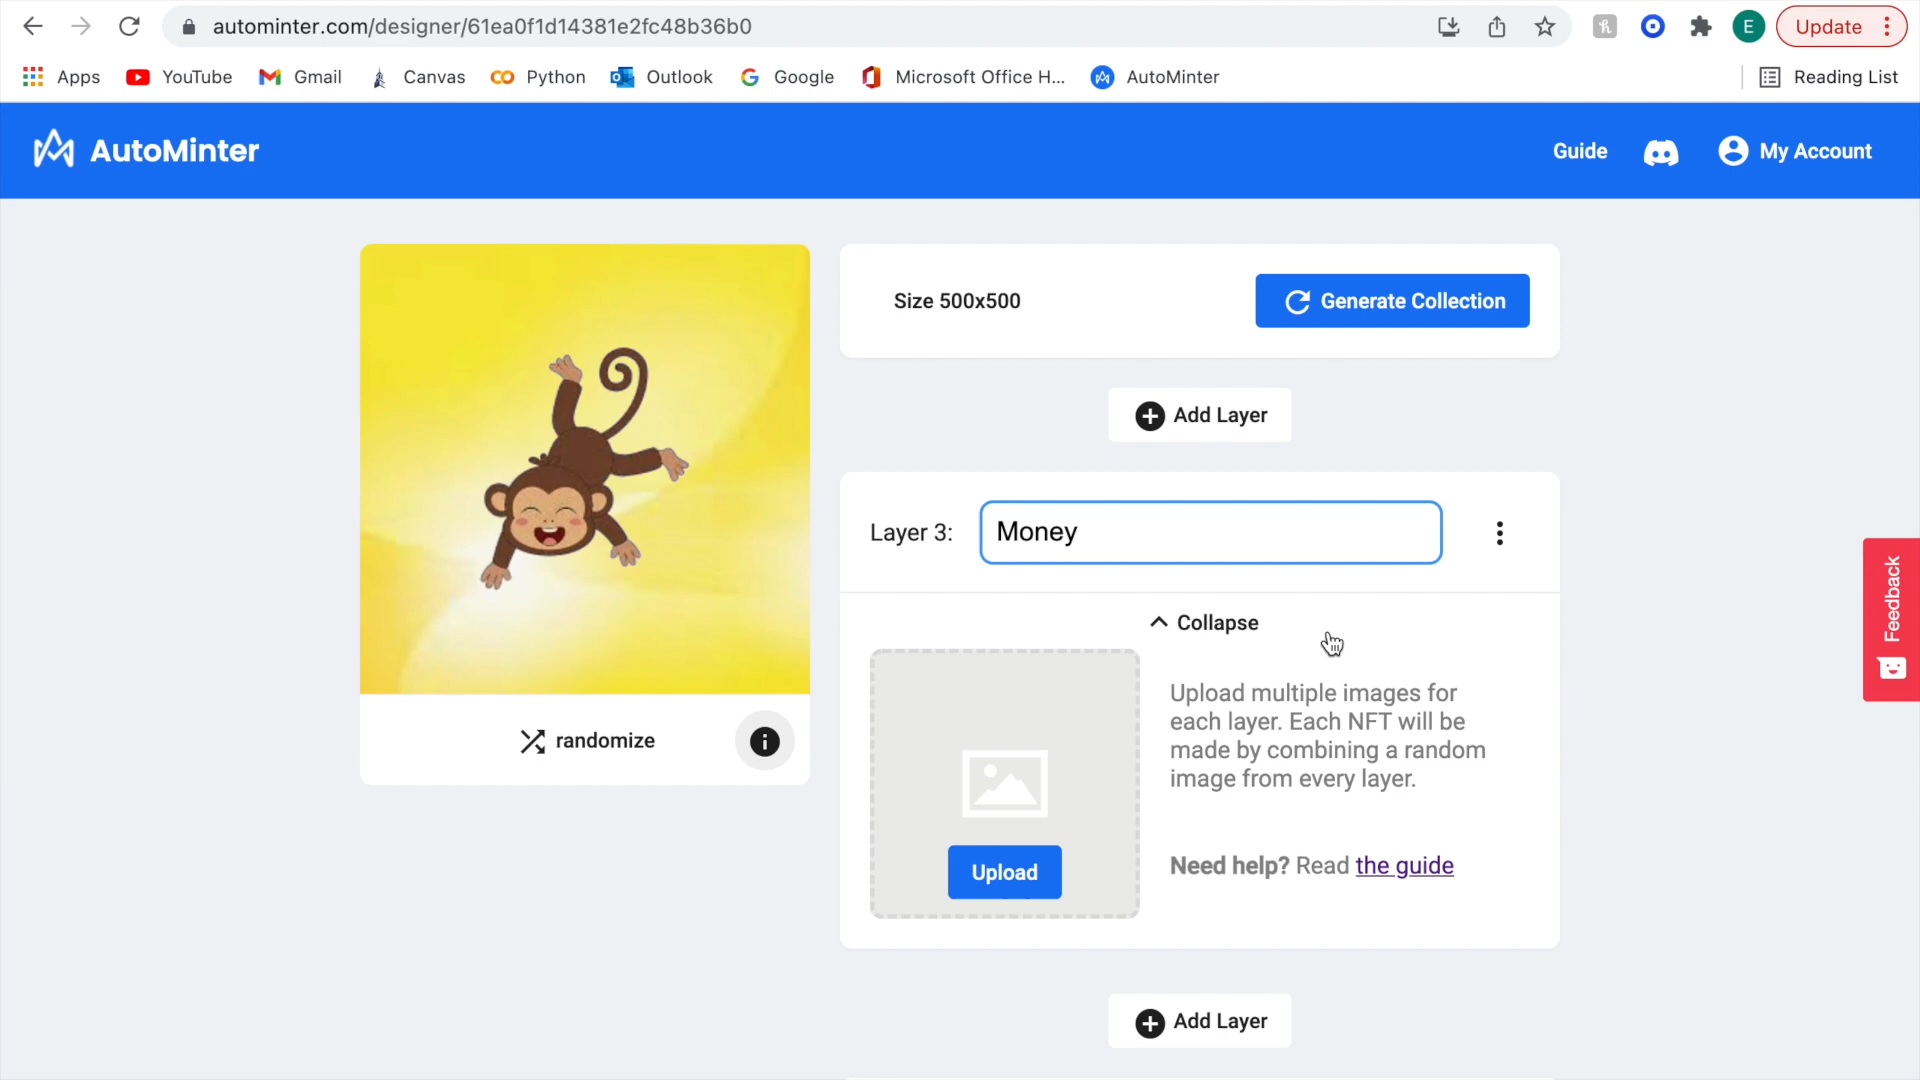 autominter.com/designer/61ea0f1d14381e2fc48b36b0
E
Update
Apps
YouTube
Gmail
Canvas
Python
Outlook
Google
Microsoft Office H...
AutoMinter
Reading List
AutoMinter
Guide
My Account
Size 500x500
Generate Collection
Add Layer
Layer 3:
Money
Collapse
Upload multiple images for
each layer. Each NFT will be
made by combining a random
image from every layer.
Upload
Need help? Read the guide
randomize
Add Layer
Feedback